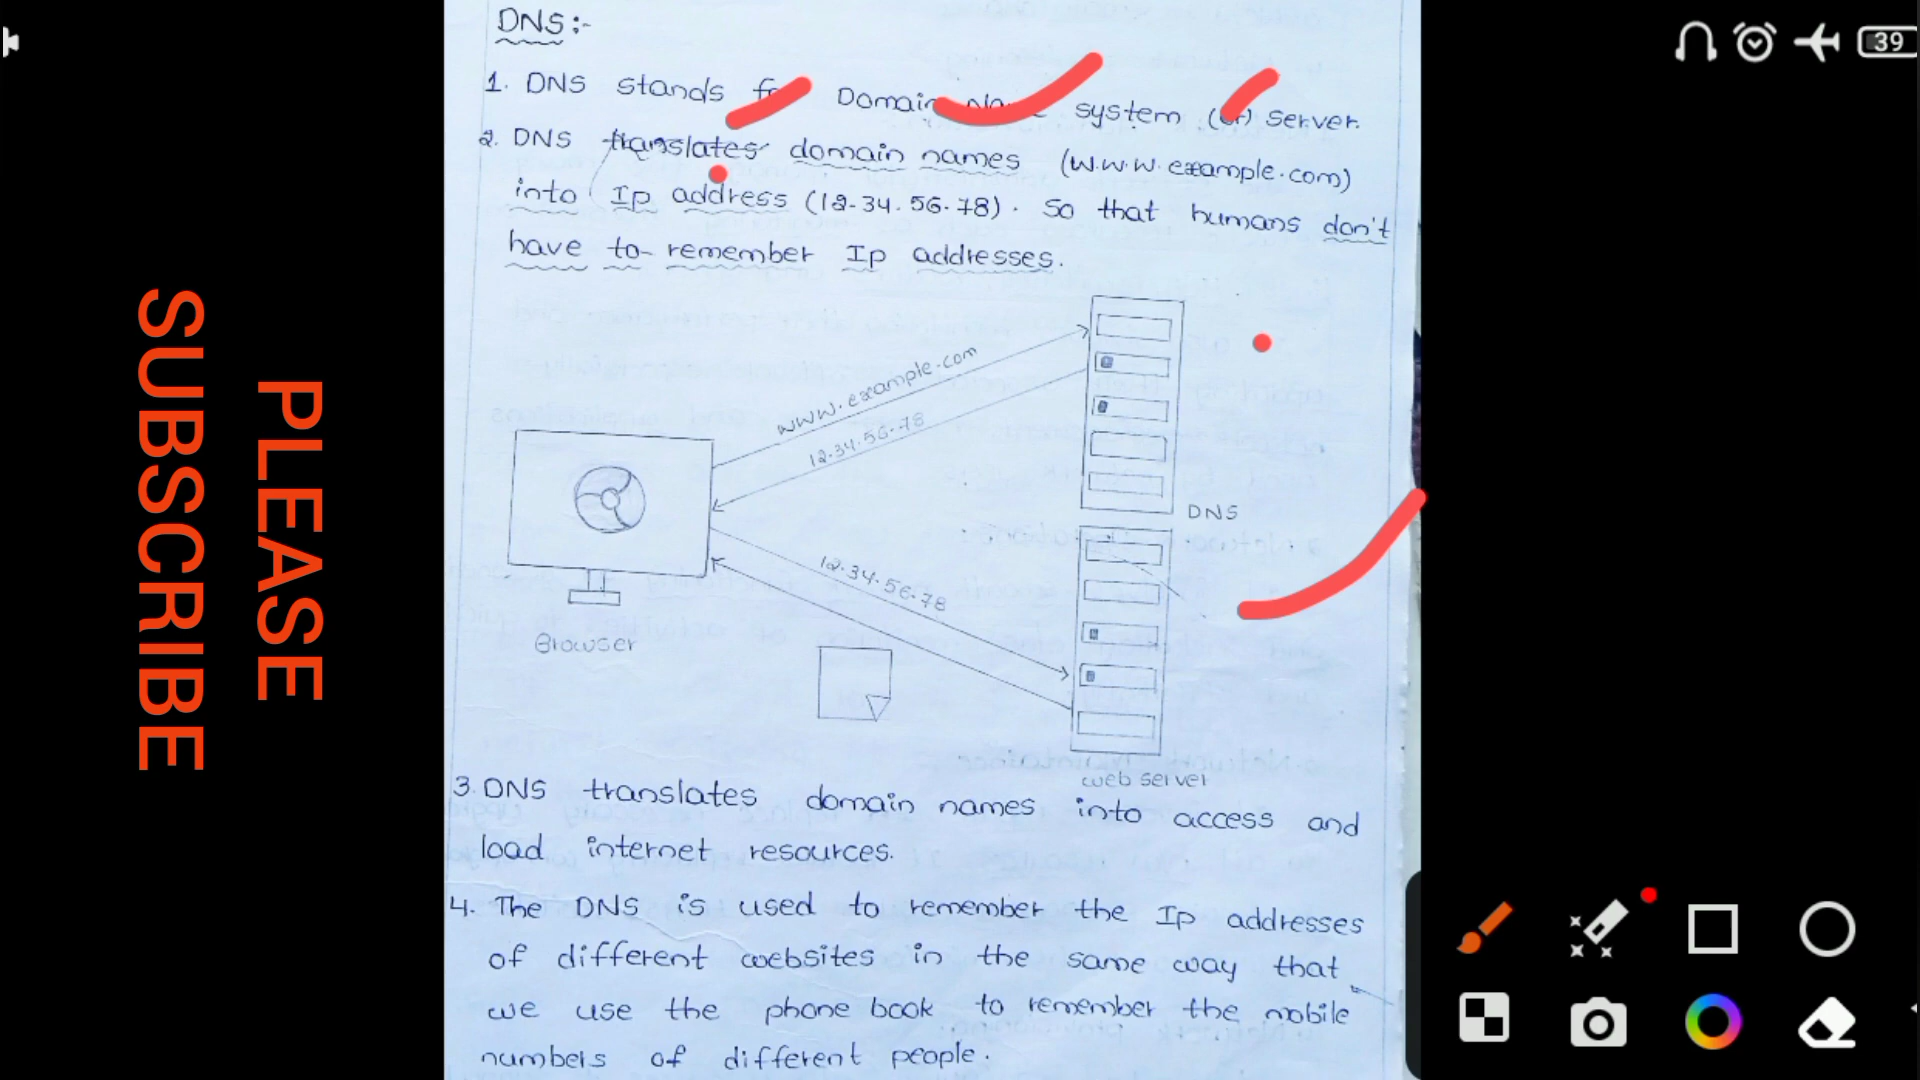 DNS:-
1. DNS stands Domain system (or) Server.
2. DNS translates domain names (w.w.w.example.com)
into Ip address (12.34.56.78). So that humans don't
have to remember Ip addresses.
www.example.com
12.34.56.78
DNS
12.34.56.78
Browser
web server
3. DNS translates domain names into access and
load internet resources.
4. The DNS is used to remember the Ip addresses
of different websites in the same way that
we use the phone book to remember the mobile
numbers of different people.
PLEASE
SUBSCRIBE
39